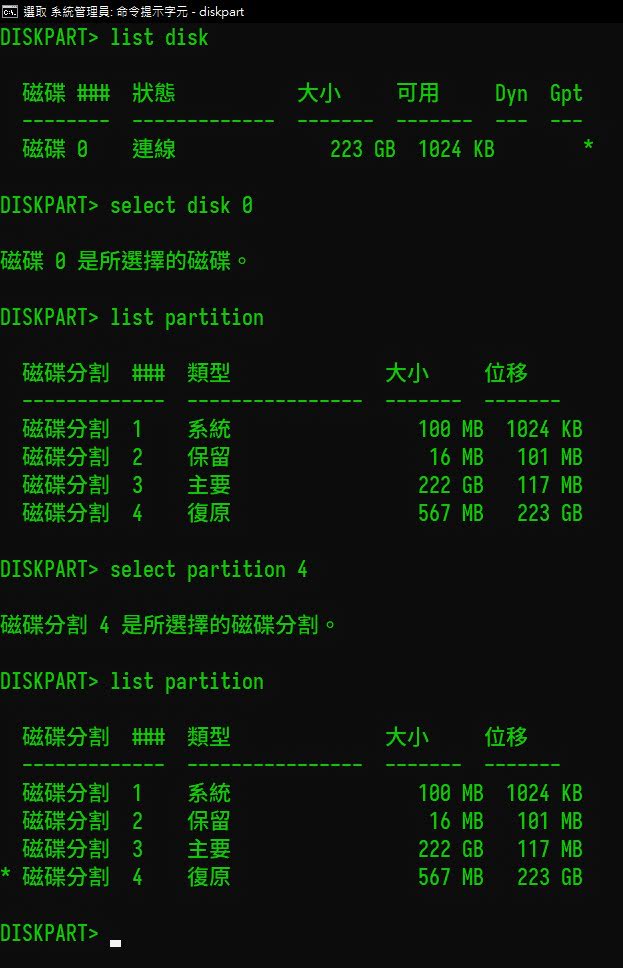 選取 系統管理員: 命令提示字元 - diskpart
DISKPART> list disk
磁碟 ###  狀態           大小     可用     Dyn  Gpt
--------  -------------  -------  -------  ---  ---
磁碟 0    連線              223 GB  1024 KB        *
DISKPART> select disk 0
磁碟 0 是所選擇的磁碟。
DISKPART> list partition
磁碟分割  ###  類型              大小     位移
-------------  ----------------  -------  -------
磁碟分割  1    系統                 100 MB  1024 KB
磁碟分割  2    保留                  16 MB   101 MB
磁碟分割  3    主要                 222 GB   117 MB
磁碟分割  4    復原                 567 MB   223 GB
DISKPART> select partition 4
磁碟分割 4 是所選擇的磁碟分割。
DISKPART> list partition
磁碟分割  ###  類型              大小     位移
-------------  ----------------  -------  -------
磁碟分割  1    系統                 100 MB  1024 KB
磁碟分割  2    保留                  16 MB   101 MB
磁碟分割  3    主要                 222 GB   117 MB
* 磁碟分割  4    復原                 567 MB   223 GB
DISKPART>